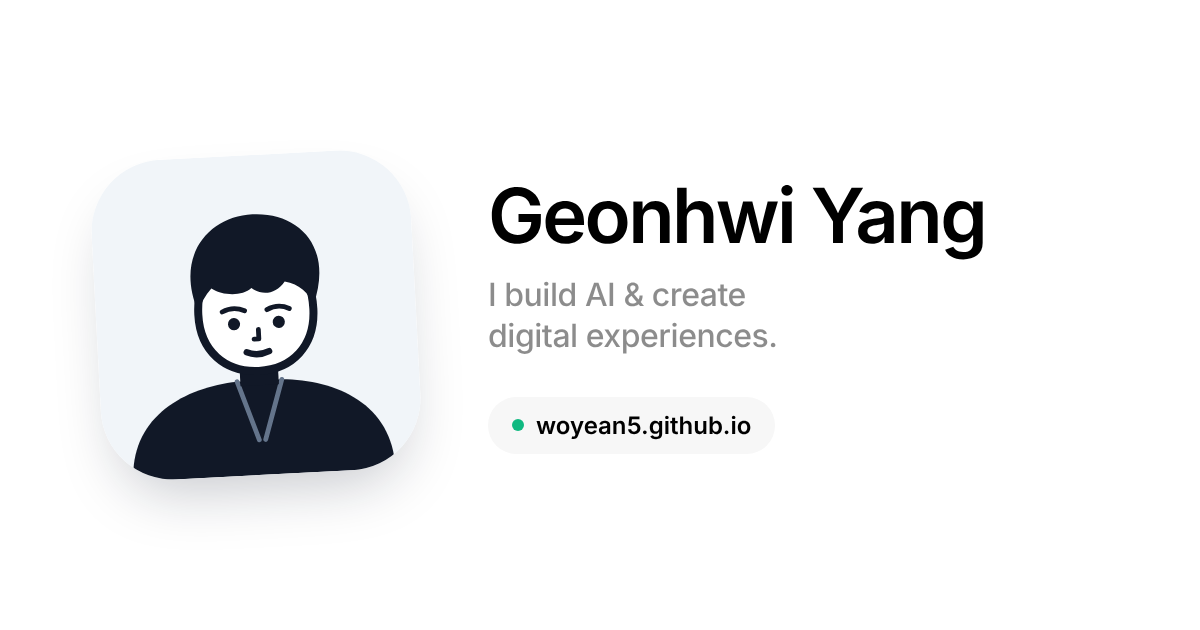 Geonhwi Yang
I build AI & create
digital experiences.
woyean5.github.io